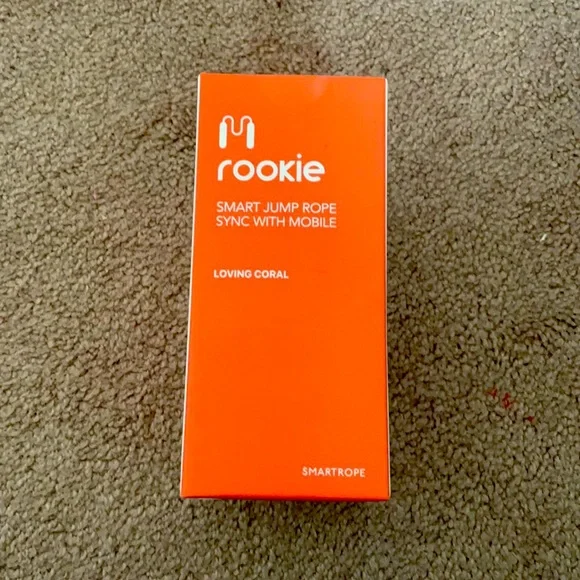 rookie
SMART JUMP ROPE
SYNC WITH MOBILE
LOVING CORAL
SMARTROPE